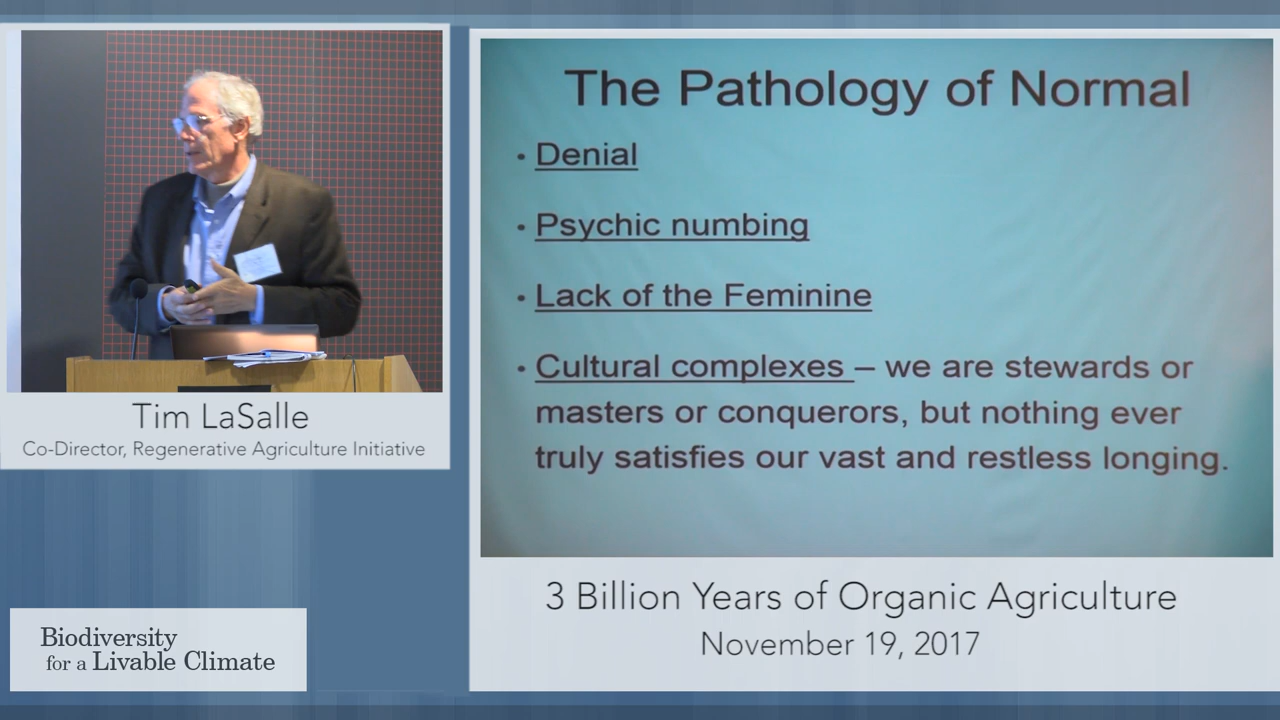 The Pathology of Normal
• Denial
• Psychic numbing
• Lack of the Feminine
• Cultural complexes – we are stewards or
masters or conquerors, but nothing ever
truly satisfies our vast and restless longing.
Tim LaSalle
Co-Director, Regenerative Agriculture Initiative
3 Billion Years of Organic Agriculture
November 19, 2017
Biodiversity
for a Livable Climate